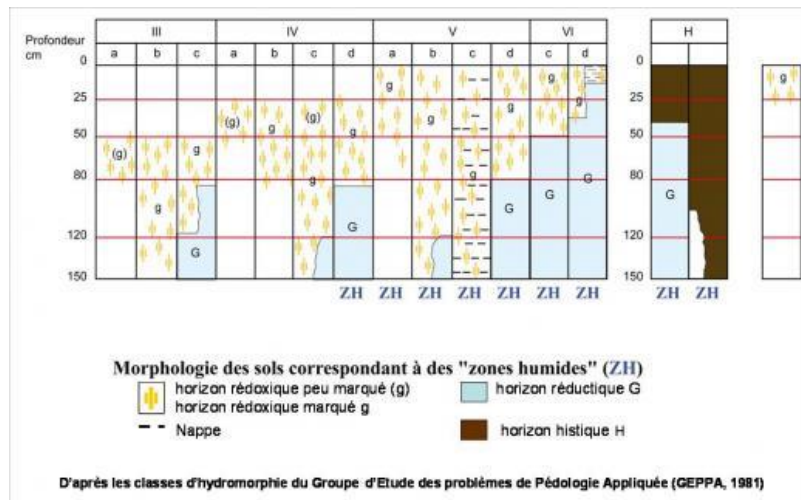 III IV V VI H
Profondeur
cm
a b c a b c d a b c d c d
0 0
25 25
50 50
80 80
120 120
150 150
g g g g g g g
(g) g (g) g (g) g g g G
g g G G
g G G
ZH ZH ZH ZH ZH ZH ZH ZH ZH
Morphologie des sols correspondant à des "zones humides" (ZH)
horizon rédoxique peu marqué (g) horizon réductique G
horizon rédoxique marqué g
Nappe horizon histique H
D'après les classes d'hydromorphie du Groupe d'Etude des problèmes de Pédologie Appliquée (GEPPA, 1981)